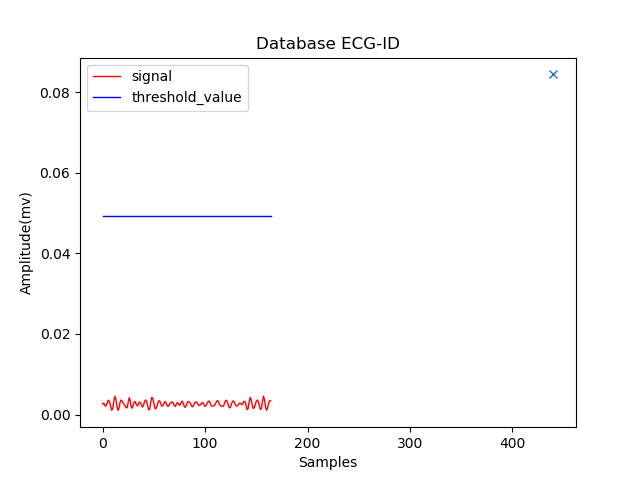 Database ECG-ID
signal
threshold_value
Amplitude(mv)
0.08
0.06
0.04
0.02
0.00
0 100 200 300 400
Samples